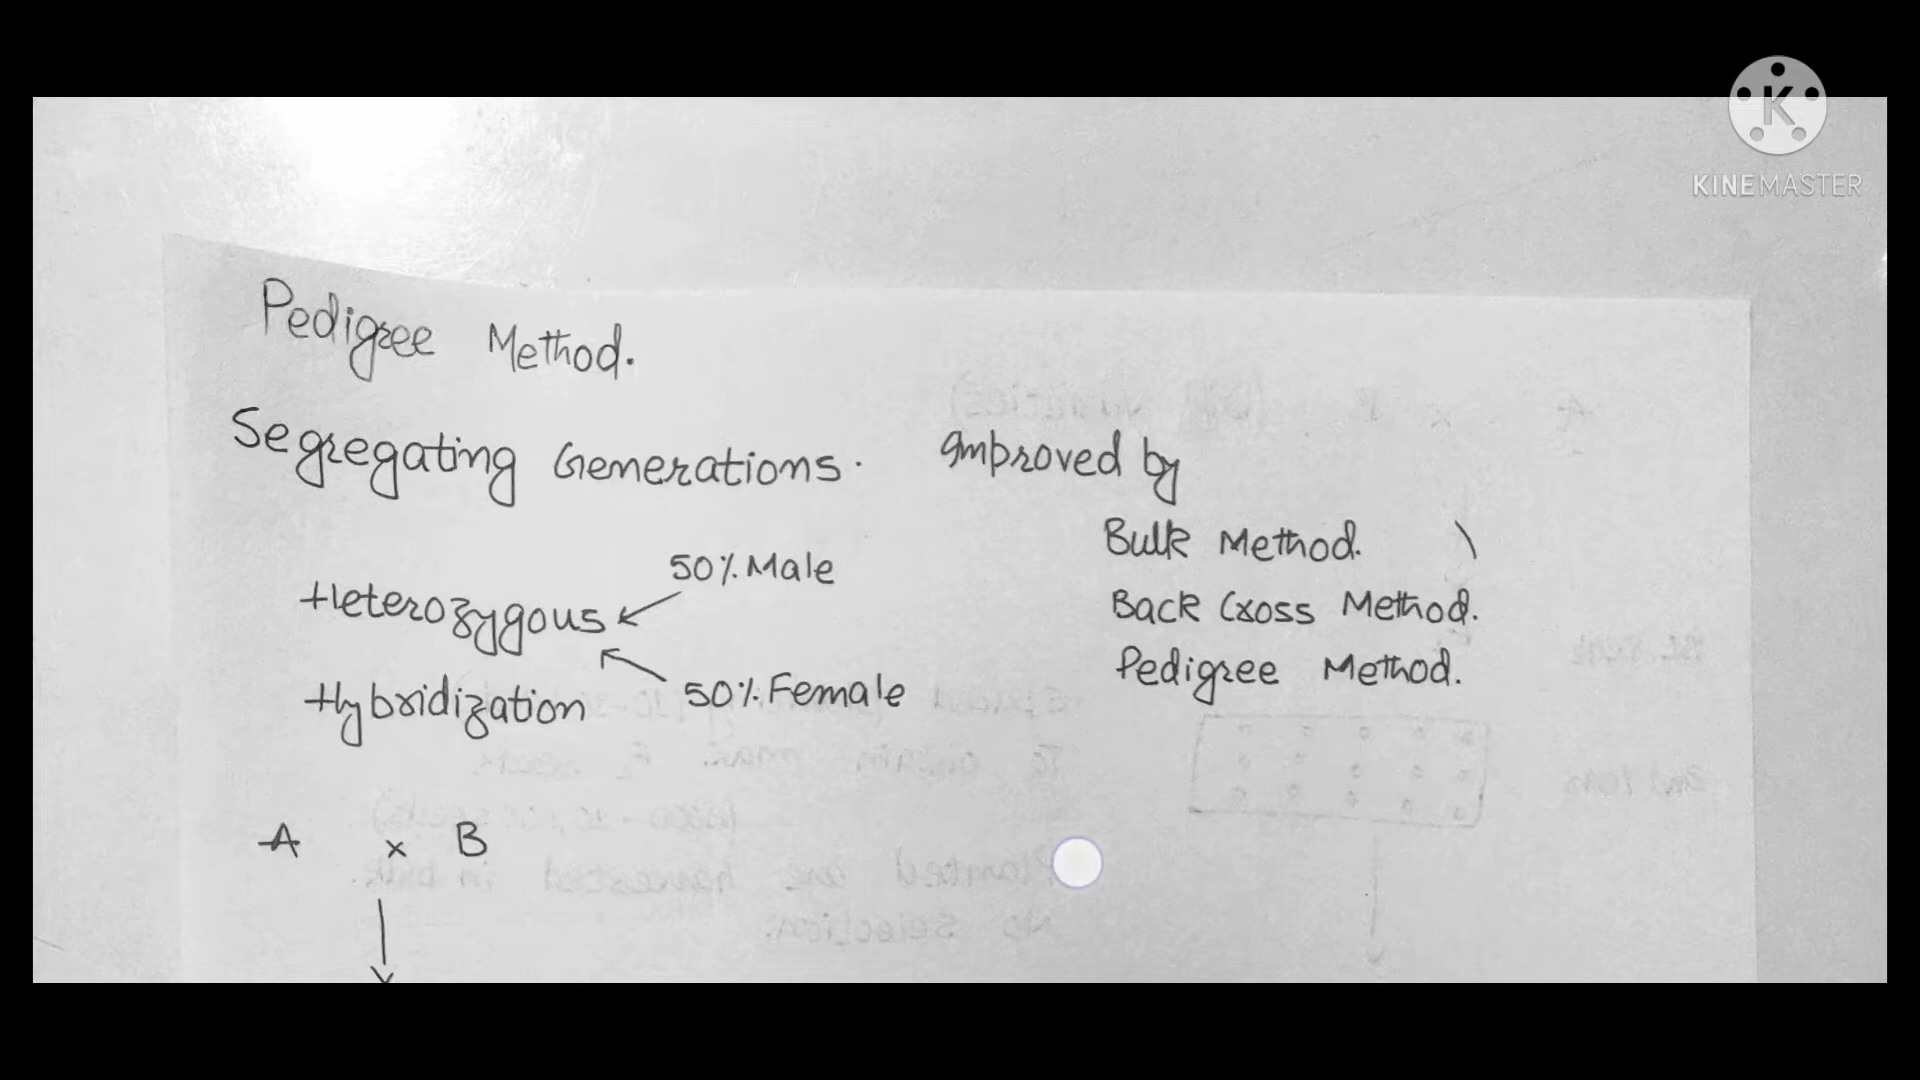 KINEMASTER
Pedigree Method.
Segregating Generations. Improved by
Bulk Method.
50% Male
Heterozygous
Back Cross Method.
Pedigree Method.
50% Female
Hybridization
A x B